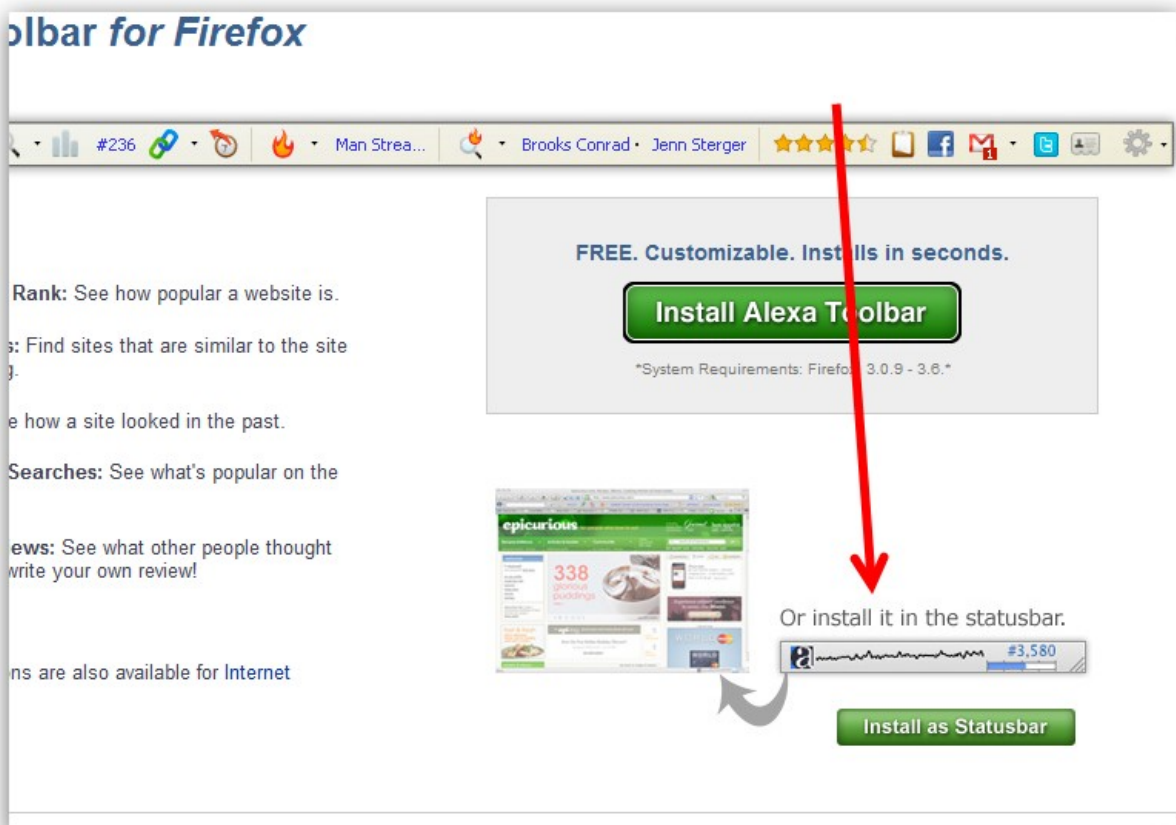 olbar for Firefox
#236 Man Strea... Brooks Conrad · Jenn Sterger
1
FREE. Customizable. Installs in seconds.
Install Alexa Toolbar
*System Requirements: Firefox 3.0.9 - 3.6.*
Rank: See how popular a website is.
s: Find sites that are similar to the site
g.
e how a site looked in the past.
Searches: See what's popular on the
ews: See what other people thought
write your own review!
ons are also available for Internet
epicurious
338
glorious
puddings
WORLD
Or install it in the statusbar.
a #3,580
Install as Statusbar